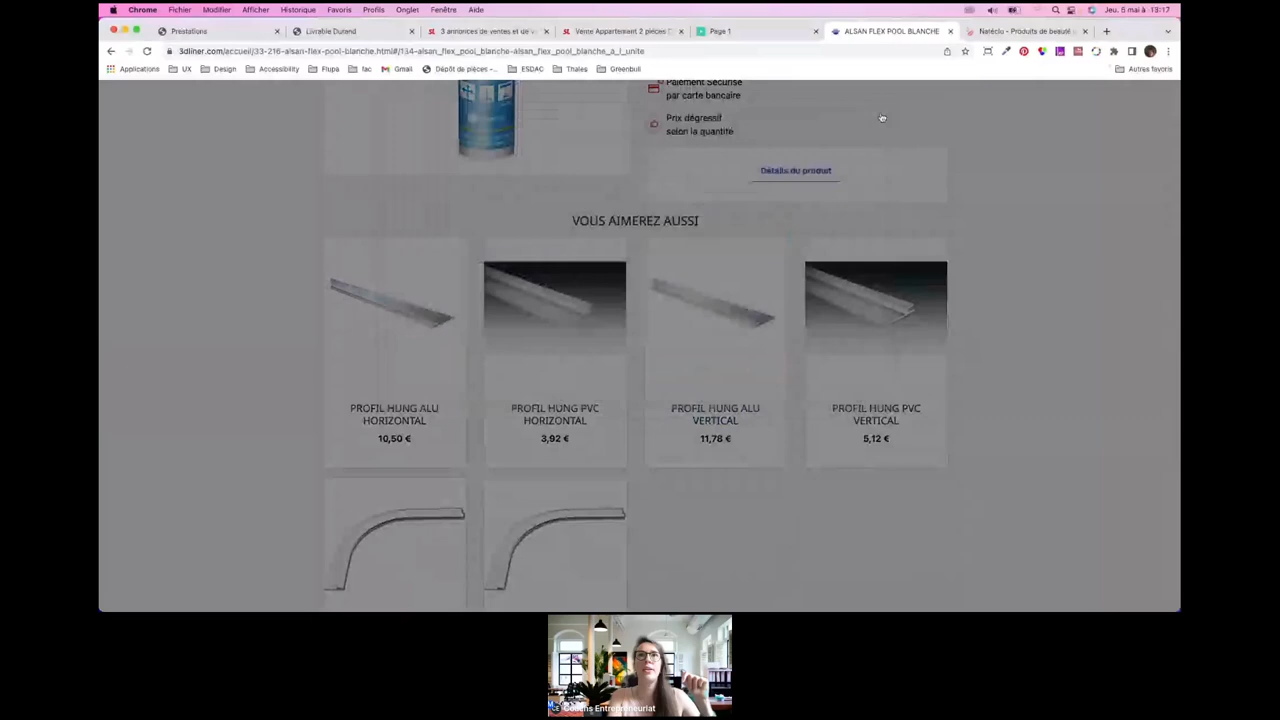 Chrome Fichier Modifier Afficher Historique Favoris Profils Onglet Fenêtre Aide Jeu. 5 mai à 13:17
Prestations Livrable Durand 3 annonces de ventes et de v Vente Appartement 2 pièces Page 1 ALSAN FLEX POOL BLANCHE Produits de beauté
3dliner.com/accueil/33-216-alsan-flex-pool-blanche.html#/134-alsan_flex_pool_blanche-alsan_flex_pool_blanche_a_l_unite
Applications UX Design Accessibility Flupa fac Gmail Dépôt de pièces –... ESDAC Thales Greenbull Autres favoris
Paiement Sécurisé
par carte bancaire
Prix dégressif
selon la quantité
Détails du produit
VOUS AIMEREZ AUSSI
PROFIL HUNG ALU HORIZONTAL
10,50 €
PROFIL HUNG PVC HORIZONTAL
3,92 €
PROFIL HUNG ALU VERTICAL
11,78 €
PROFIL HUNG PVC VERTICAL
5,12 €
Entrepreneuriat